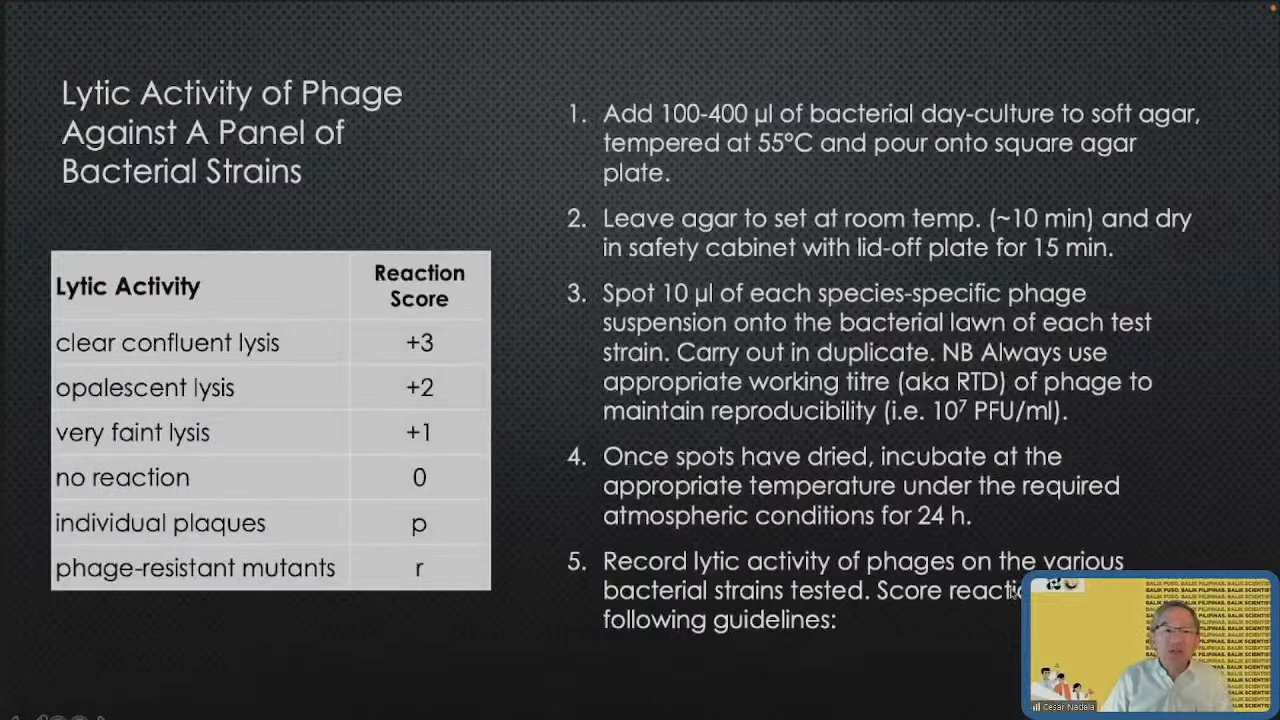 Lytic Activity of Phage
Against A Panel of
Bacterial Strains
Lytic Activity Reaction Score
clear confluent lysis +3
opalescent lysis +2
very faint lysis +1
no reaction 0
individual plaques p
phage-resistant mutants r
1. Add 100-400 µl of bacterial day-culture to soft agar,
tempered at 55°C and pour onto square agar
plate.
2. Leave agar to set at room temp. (~10 min) and dry
in safety cabinet with lid-off plate for 15 min.
3. Spot 10 µl of each species-specific phage
suspension onto the bacterial lawn of each test
strain. Carry out in duplicate. NB Always use
appropriate working titre (aka RTD) of phage to
maintain reproducibility (i.e. 10⁷ PFU/ml).
4. Once spots have dried, incubate at the
appropriate temperature under the required
atmospheric conditions for 24 h.
5. Record lytic activity of phages on the various
bacterial strains tested. Score
following guidelines:
BALIK PUSO. BALIK PILIPINAS. BALIK SCIENTIST
Cesar Nadala